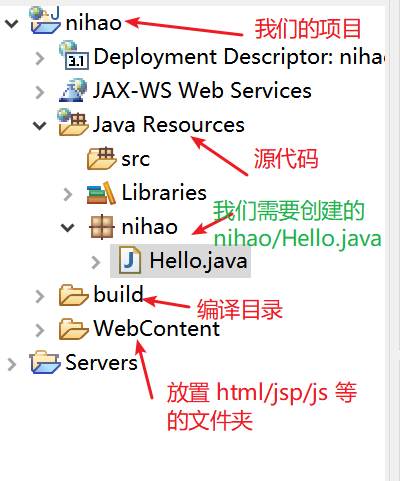 nihao
我们的项目
3.1 Deployment Descriptor: nihao
JAX-WS Web Services
Java Resources
src
源代码
Libraries
我们需要创建的
nihao
nihao/Hello.java
J Hello.java
build
编译目录
WebContent
Servers
放置 html/jsp/js 等
的文件夹